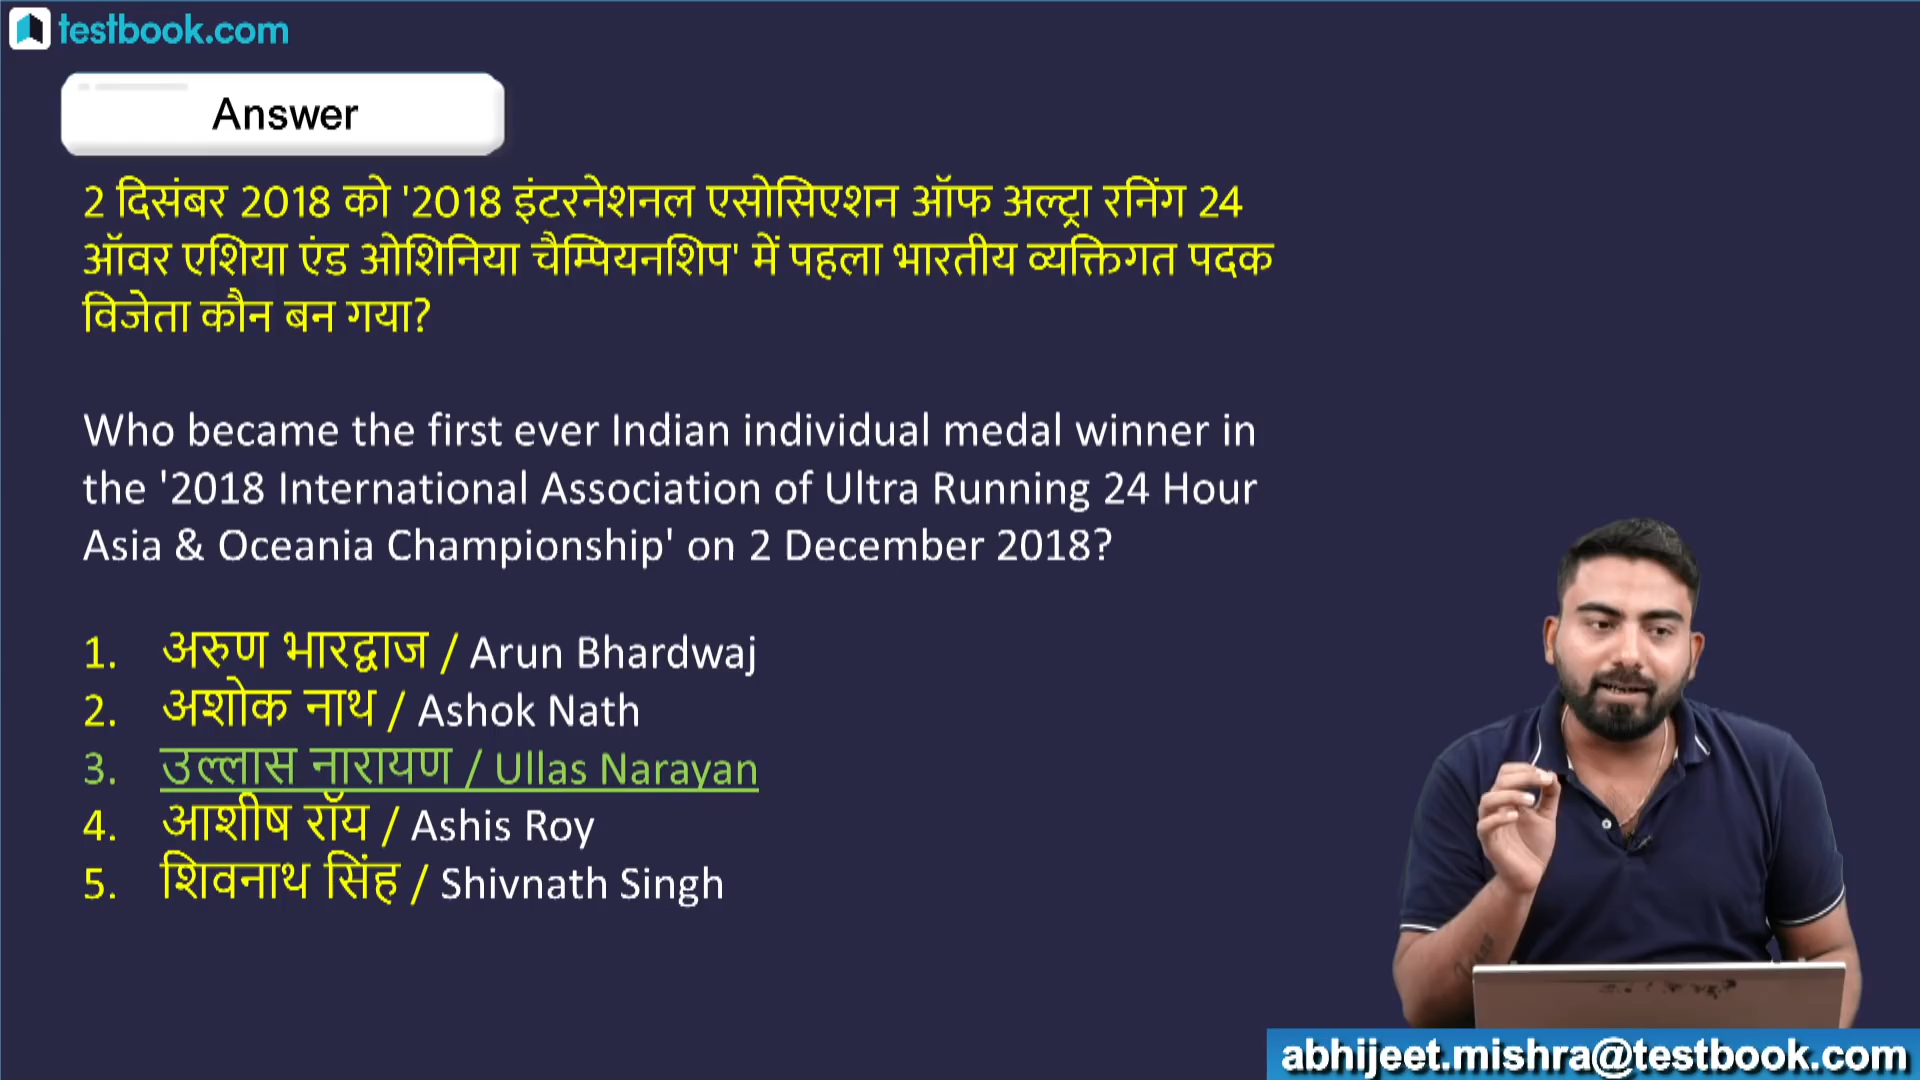 testbook.com
Answer
2 दिसंबर 2018 को '2018 इंटरनेशनल एसोसिएशन ऑफ अल्ट्रा रनिंग 24
ऑवर एशिया एंड ओशिनिया चैम्पियनशिप' में पहला भारतीय व्यक्तिगत पदक
विजेता कौन बन गया?
Who became the first ever Indian individual medal winner in
the '2018 International Association of Ultra Running 24 Hour
Asia & Oceania Championship' on 2 December 2018?
1. अरुण भारद्वाज / Arun Bhardwaj
2. अशोक नाथ / Ashok Nath
3. उल्लास नारायण / Ullas Narayan
4. आशीष रॉय / Ashis Roy
5. शिवनाथ सिंह / Shivnath Singh
abhijeet.mishra@testbook.com